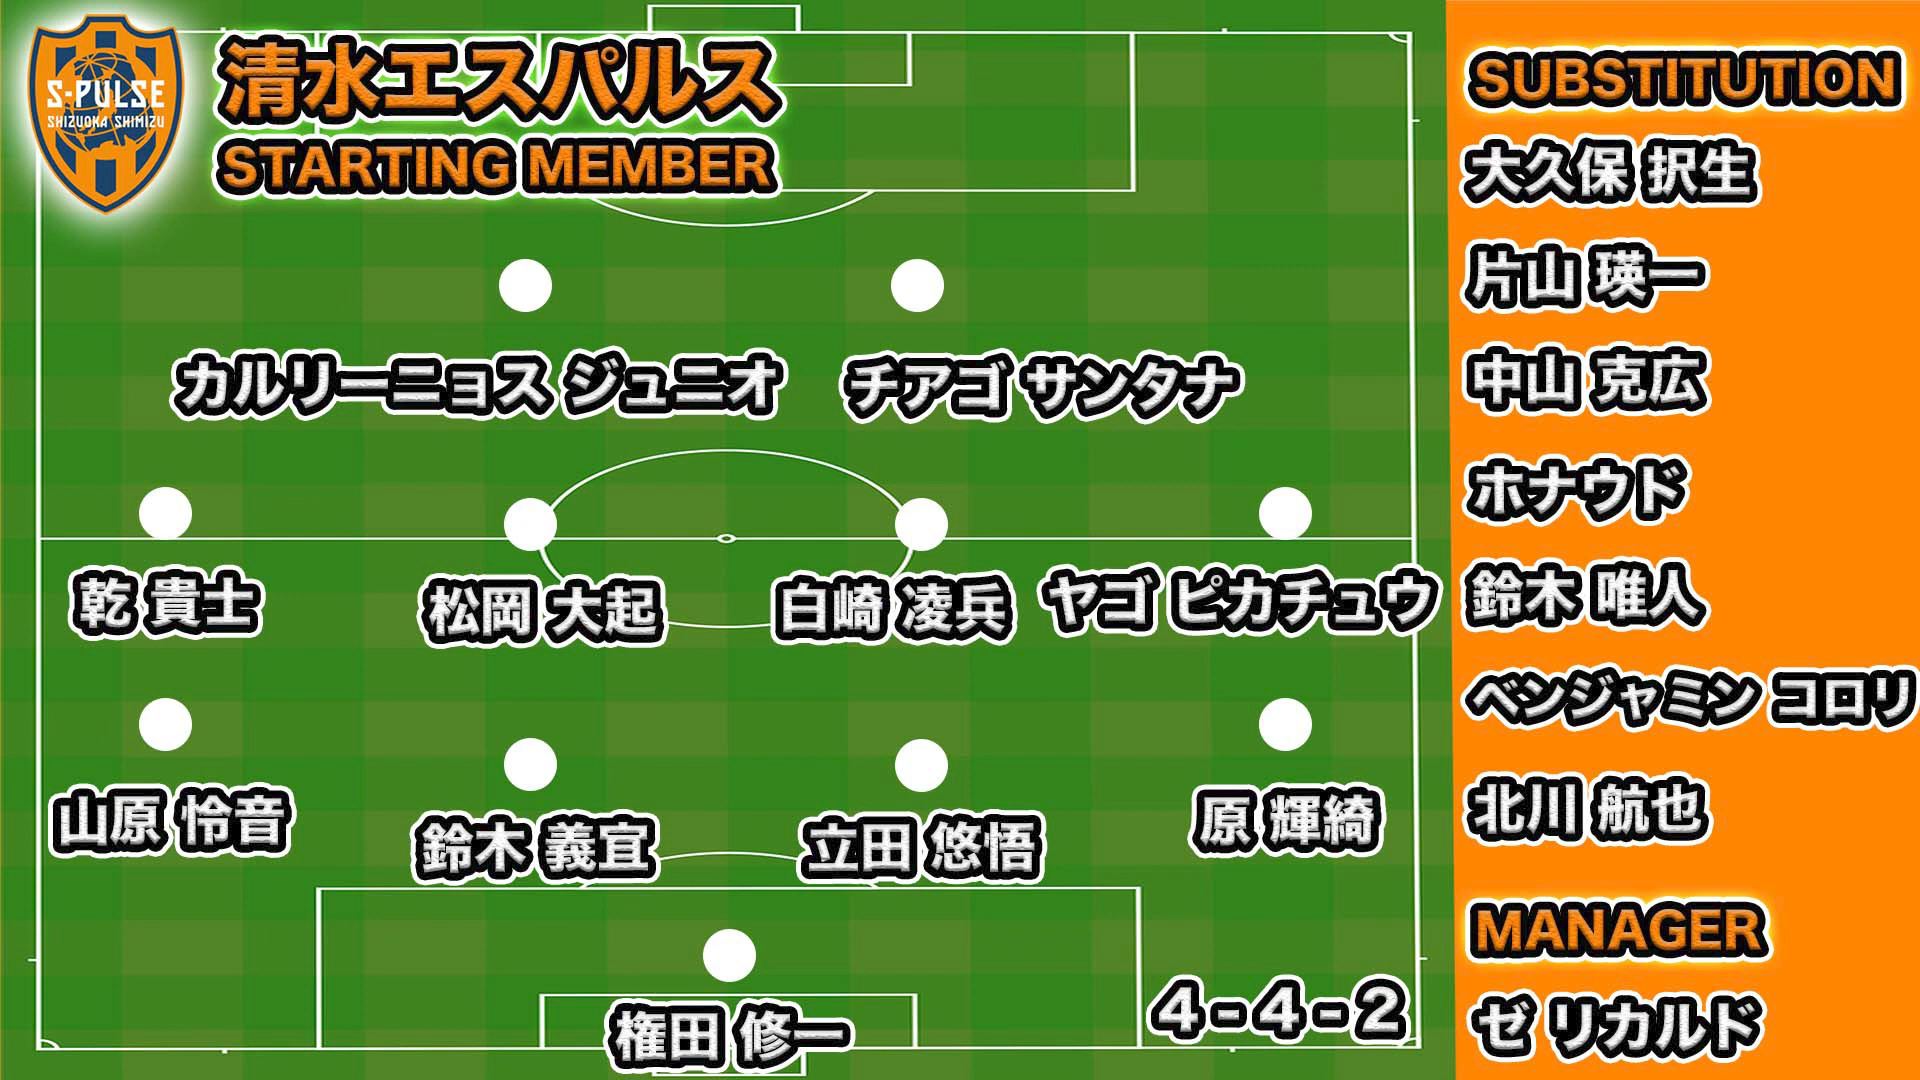 S-PULSE
SHIZUOKA SHIMIZU
清水エスパルス
STARTING MEMBER
カルリーニョス ジュニオ
チアゴ サンタナ
乾 貴士
松岡 大起
白崎 凌兵
ヤゴ ピカチュウ
山原 怜音
鈴木 義宜
立田 悠悟
原 輝綺
権田 修一
4-4-2
SUBSTITUTION
大久保 択生
片山 瑛一
中山 克広
ホナウド
鈴木 唯人
ベンジャミン コロリ
北川 航也
MANAGER
ゼ リカルド